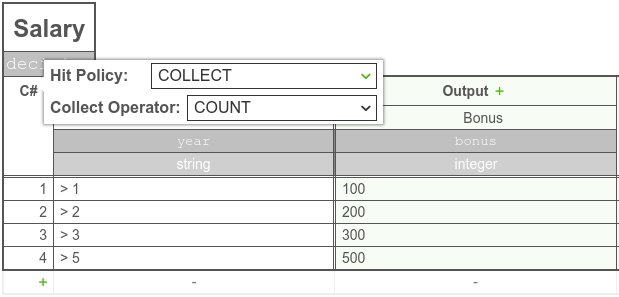 Salary
deci
Hit Policy: COLLECT
Collect Operator: COUNT
C# Output +
Bonus
year bonus
string integer
1 > 1 100
2 > 2 200
3 > 3 300
4 > 5 500
+ - -